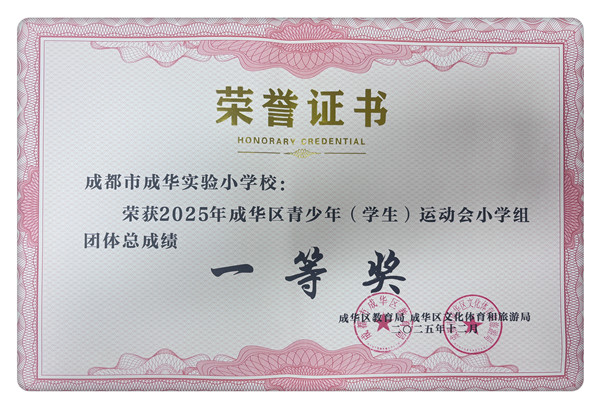 荣誉证书
HONORARY CREDENTIAL
成都市成华实验小学校：
荣获2025年成华区青少年（学生）运动会小学组
团体总成绩
一等奖
成华区教育局 成华区文化体育和旅游局
二〇二五年十二月